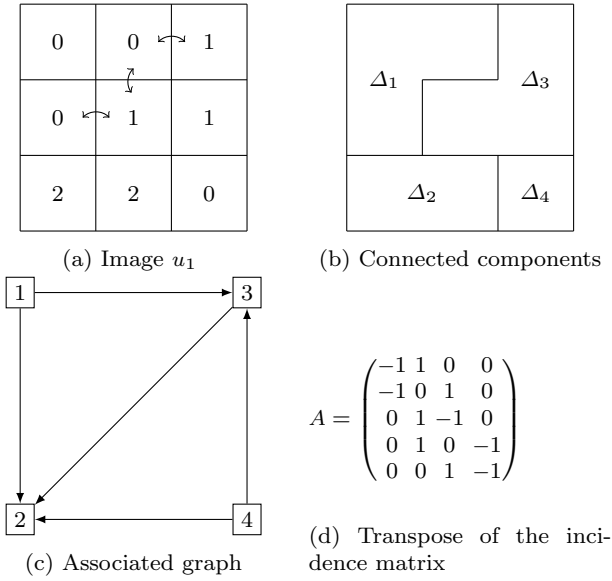 0 0 1
0 1 1
2 2 0
(a) Image u₁
Δ₁ Δ₃
Δ₂ Δ₄
(b) Connected components
1 3
2 4
(c) Associated graph
A =
−1 1 0 0
−1 0 1 0
0 1 −1 0
0 1 0 −1
0 0 1 −1
(d) Transpose of the inci-
dence matrix